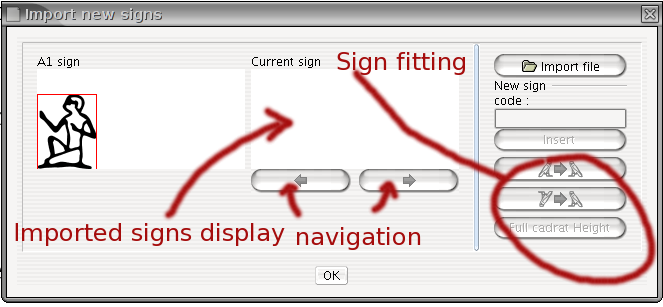 Import new signs
A1 sign
Current sign
Sign fitting
Import file
New sign
code :
Insert
Full cadrat Height
Imported signs display
navigation
OK